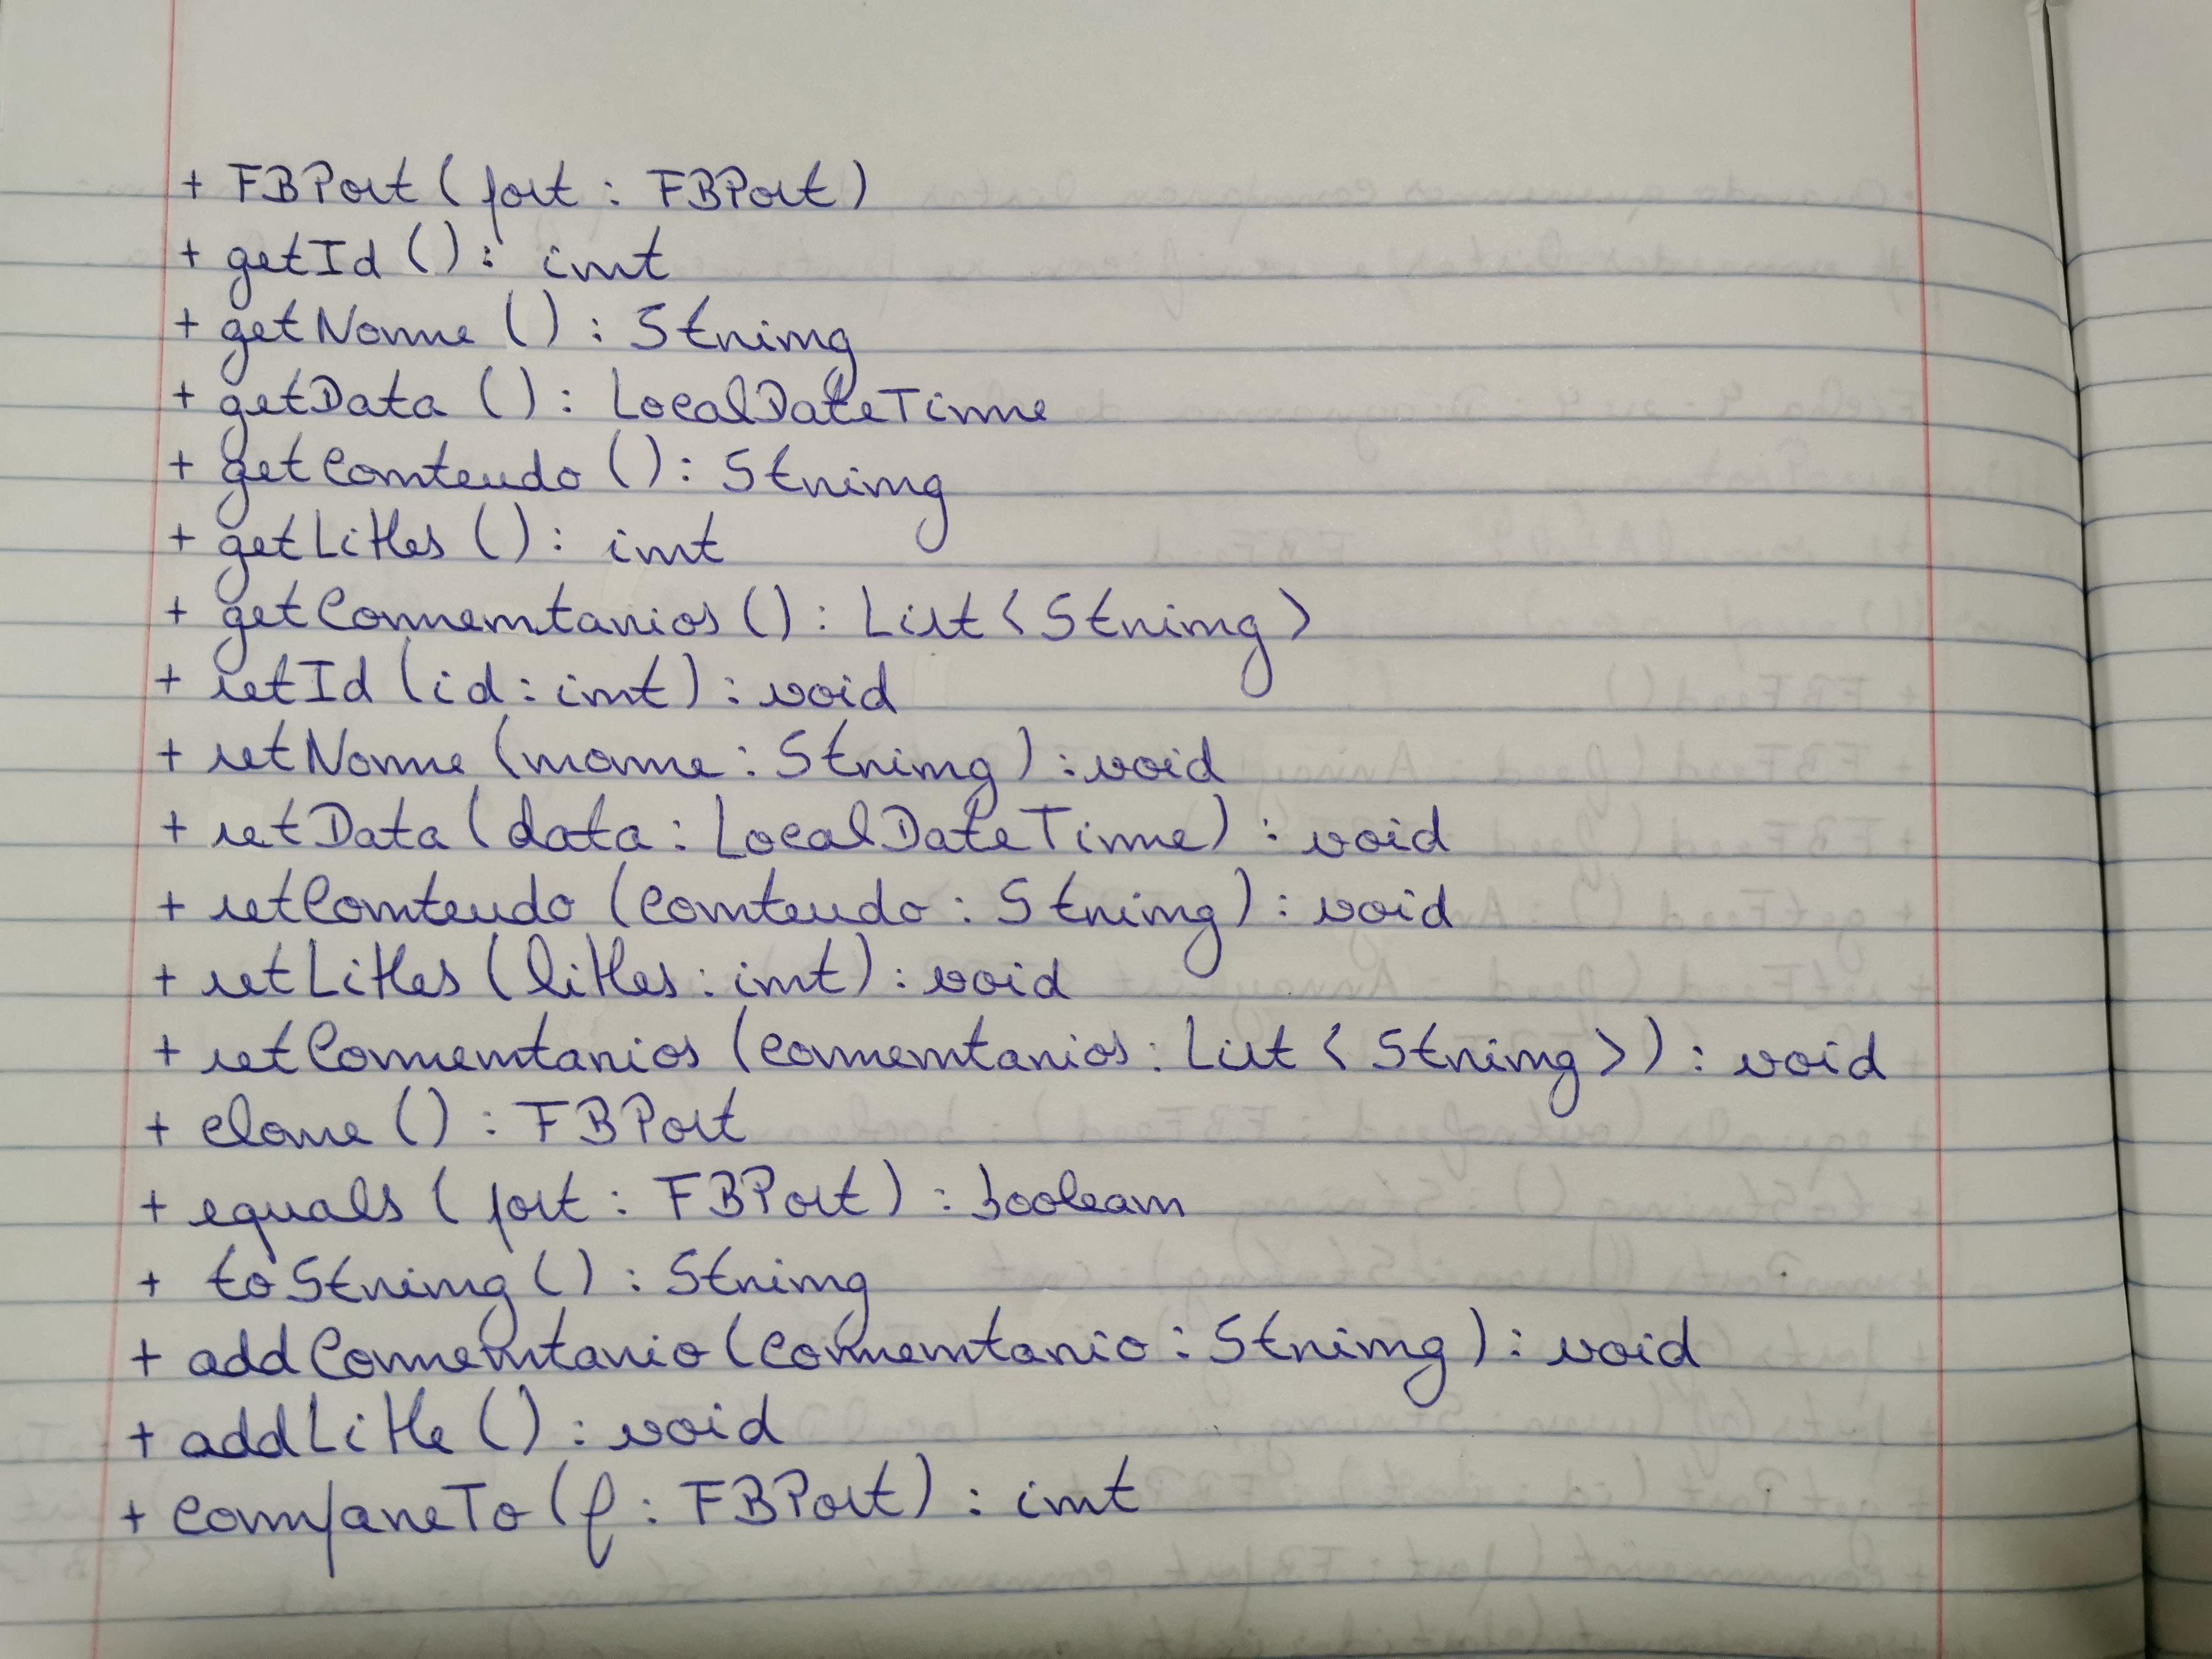 + FBPost(post : FBPost)
+ getId () : int
+ getNome () : String
+ getData () : LocalDateTime
+ getConteudo () : String
+ getLikes () : int
+ getComentarios () : List<String>
+ setId (id : int) : void
+ setNome (nome : String) : void
+ setData (data : LocalDateTime) : void
+ setConteudo (conteudo : String) : void
+ setLikes (likes : int) : void
+ setComentarios (comentarios : List<String>) : void
+ clone () : FBPost
+ equals (post : FBPost) : boolean
+ toString () : String
+ addComentario (comentario : String) : void
+ addLike () : void
+ compareTo (p : FBPost) : int